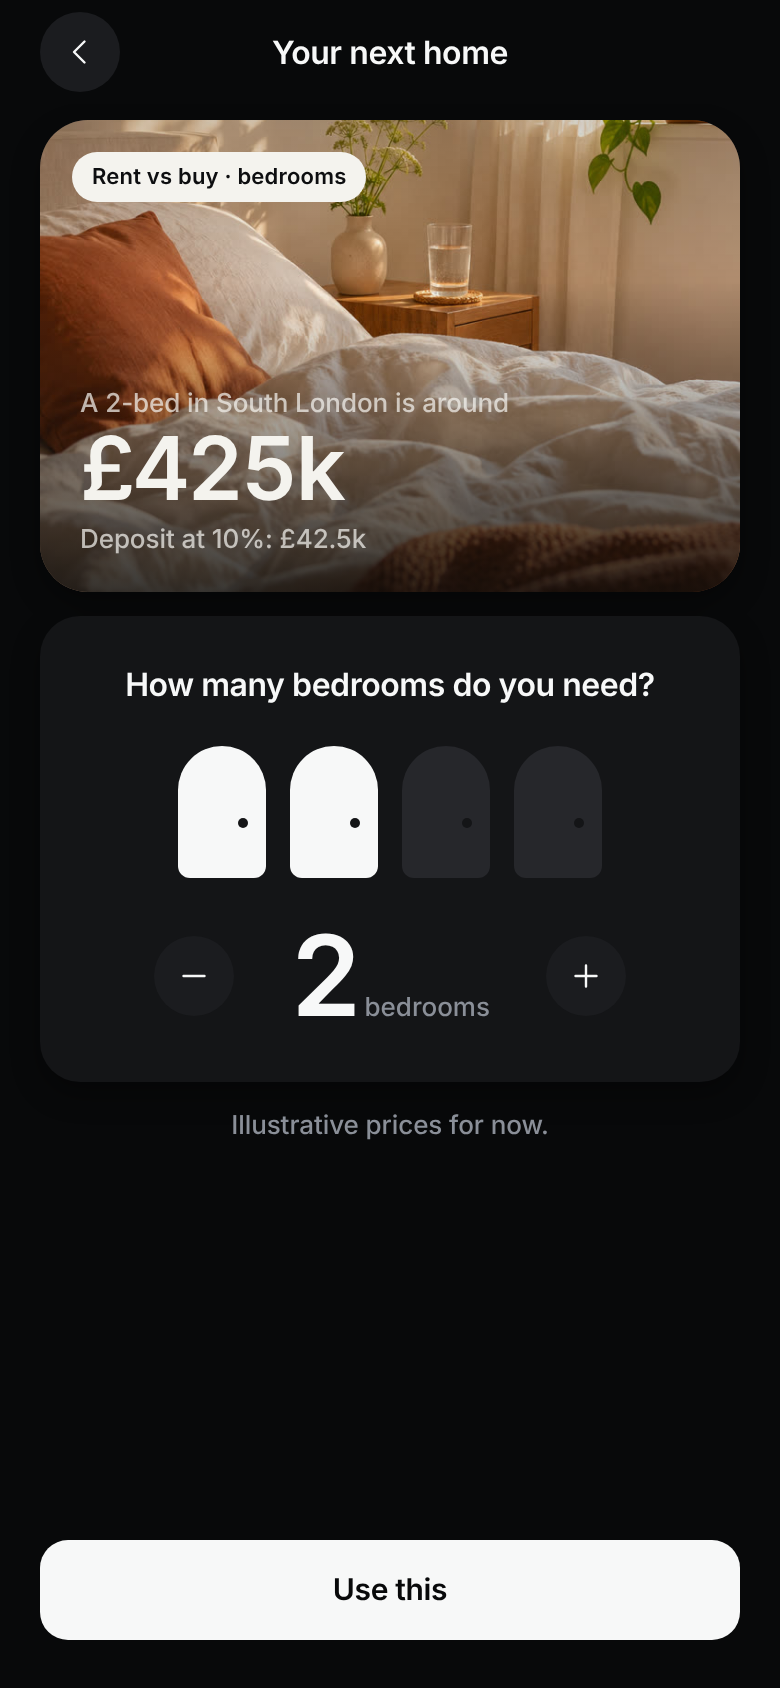 Your next home
Rent vs buy · bedrooms
A 2-bed in South London is around
£425k
Deposit at 10%: £42.5k
How many bedrooms do you need?
2 bedrooms
Illustrative prices for now.
Use this